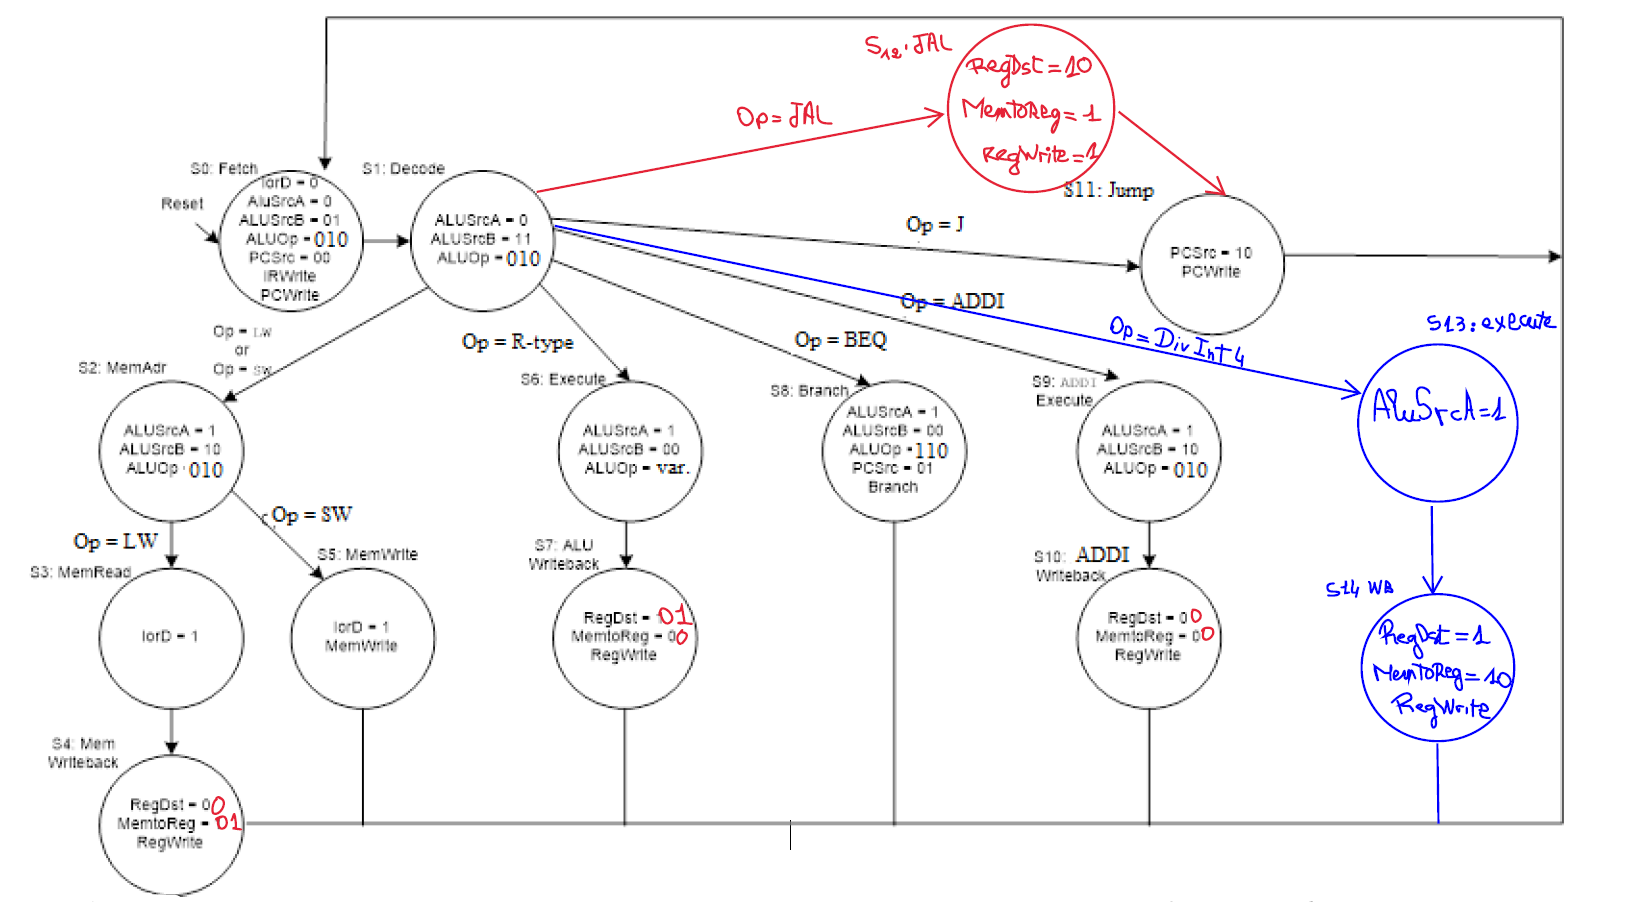 S12. JAL
RegDst = 10
MemtoReg = 1
RegWrite = 1
Op = JAL
S0: Fetch
S1: Decode
S11: Jump
Reset
IorD = 0
AluSrcA = 0
ALUSrcB = 01
ALUOp = 010
PCSrc = 00
IRWrite
PCWrite
ALUSrcA = 0
ALUSrcB = 11
ALUOp = 010
Op = J
PCSrc = 10
PCWrite
Op = ADDI
Op = DivInt4
S13: execute
AluSrcA = 1
Op = LW
or
Op = SW
Op = R-type
Op = BEQ
S2: MemAdr
S6: Execute
S8: Branch
S9: ADDI
Execute
ALUSrcA = 1
ALUSrcB = 10
ALUOp · 010
ALUSrcA = 1
ALUSrcB = 00
ALUOp = var.
ALUSrcA = 1
ALUSrcB = 00
ALUOp · 110
PCSrc = 01
Branch
ALUSrcA = 1
ALUSrcB = 10
ALUOp = 010
Op = LW
Op = SW
S3: MemRead
S5: MemWrite
S7: ALU
Writeback
S10: ADDI
Writeback
S14 WB
IorD = 1
IorD = 1
MemWrite
RegDst = 01
MemtoReg = 00
RegWrite
RegDst = 00
MemtoReg = 00
RegWrite
RegDst = 1
MemtoReg = 10
RegWrite
S4: Mem
Writeback
RegDst = 00
MemtoReg = 01
RegWrite